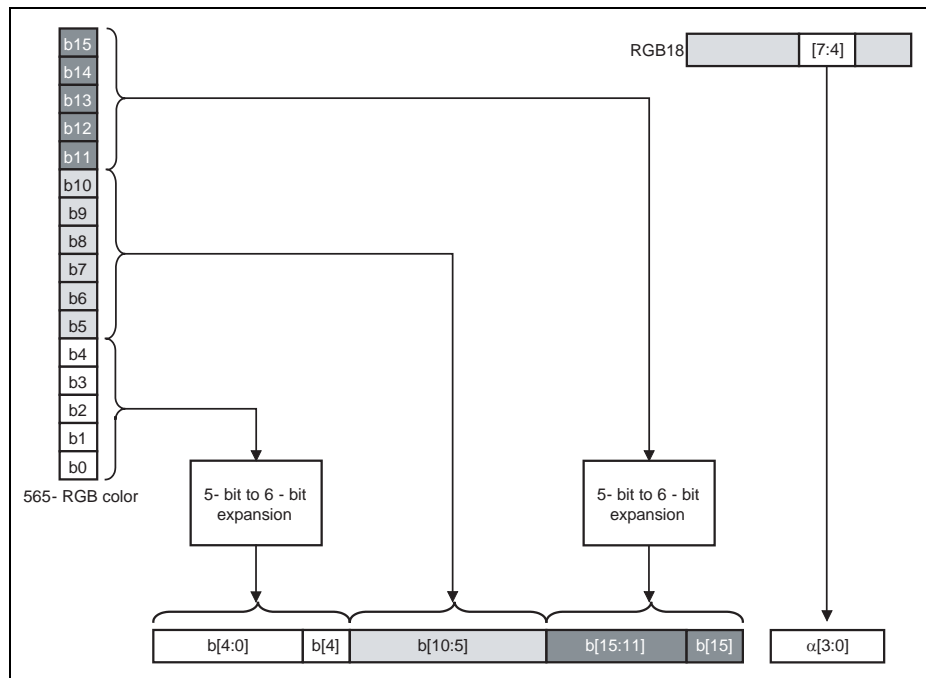 b15
b14
b13
b12
b11
b10
b9
b8
b7
b6
b5
b4
b3
b2
b1
b0
565- RGB color
RGB18
[7:4]
5- bit to 6 - bit
expansion
5- bit to 6 - bit
expansion
b[4:0]
b[4]
b[10:5]
b[15:11]
b[15]
α[3:0]